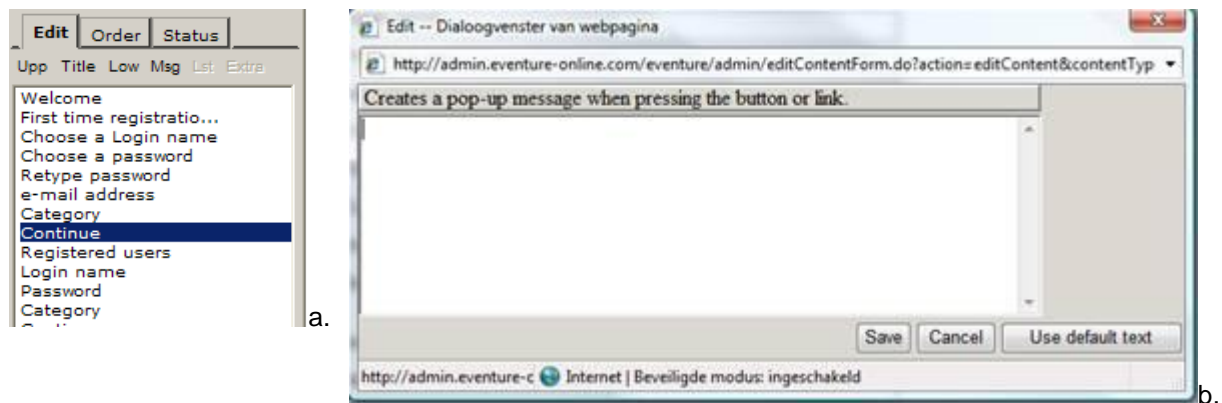 Edit Order Status
Upp Title Low Msg Lst Extra
Welcome
First time registratio...
Choose a Login name
Choose a password
Retype password
e-mail address
Category
Continue
Registered users
Login name
Password
Category
a.
Edit -- Dialoogvenster van webpagina
http://admin.eventure-online.com/eventure/admin/editContentForm.do?action=editContent&contentTyp
Creates a pop-up message when pressing the button or link.
Save Cancel Use default text
http://admin.eventure-c Internet | Beveiligde modus: ingeschakeld
b.